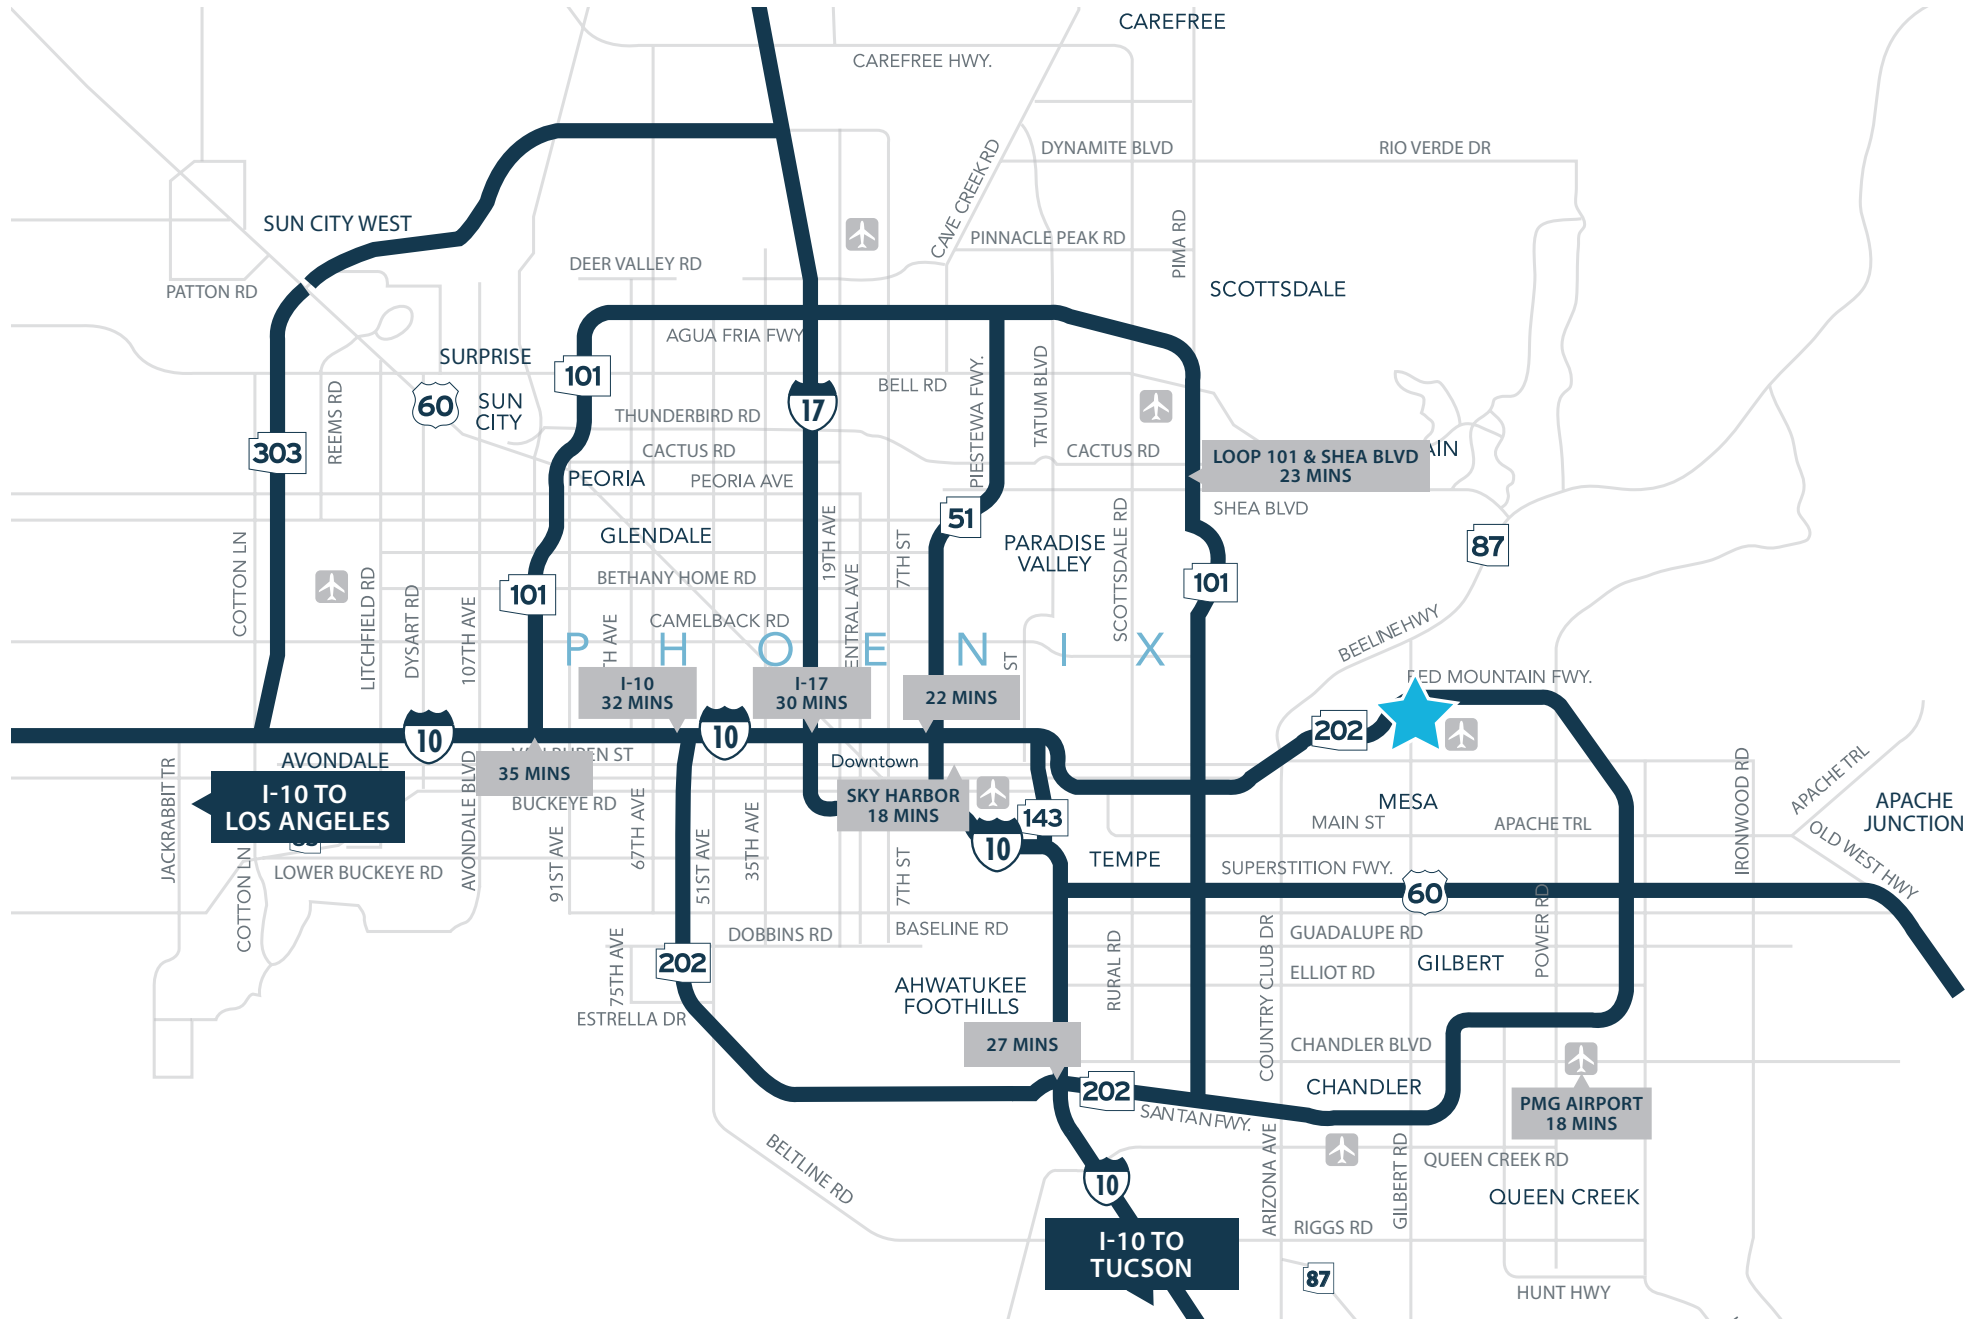 CAREFREE
CAREFREE HWY.
DYNAMITE BLVD
RIO VERDE DR
CAVE CREEK RD
PINNACLE PEAK RD
PIMA RD
SUN CITY WEST
DEER VALLEY RD
PATTON RD
SCOTTSDALE
AGUA FRIA FWY
SURPRISE
101
60
SUN
CITY
REEMS RD
BELL RD
PIESTEWA FWY.
TATUM BLVD
17
THUNDERBIRD RD
303
CACTUS RD
CACTUS RD
LOOP 101 & SHEA BLVD
23 MINS
AIN
PEORIA
PEORIA AVE
SHEA BLVD
51
19TH AVE
7TH ST
GLENDALE
PARADISE
VALLEY
SCOTTSDALE RD
87
COTTON LN
LITCHFIELD RD
DYSART RD
107TH AVE
101
BETHANY HOME RD
101
CAMELBACK RD
ENTRAL AVE
TH AVE
ST
PHOENIX
BEELINE HWY
RED MOUNTAIN FWY.
I-10
32 MINS
I-17
30 MINS
22 MINS
202
10
10
AVONDALE
VAN BUREN ST
35 MINS
Downtown
JACKRABBIT TR
I-10 TO
LOS ANGELES
AVONDALE BLVD
BUCKEYE RD
67TH AVE
35TH AVE
SKY HARBOR
18 MINS
143
10
MESA
MAIN ST
APACHE TRL
IRONWOOD RD
APACHE TRL
APACHE
JUNCTION
OLD WEST HWY
LOWER BUCKEYE RD
COTTON LN
91ST AVE
51ST AVE
7TH ST
TEMPE
SUPERSTITION FWY.
60
DOBBINS RD
BASELINE RD
GUADALUPE RD
POWER RD
202
75TH AVE
ESTRELLA DR
AHWATUKEE
FOOTHILLS
RURAL RD
COUNTRY CLUB DR
ELLIOT RD
GILBERT
27 MINS
CHANDLER BLVD
202
CHANDLER
SANTAN FWY.
PMG AIRPORT
18 MINS
BELTLINE RD
10
ARIZONA AVE
GILBERT RD
QUEEN CREEK RD
QUEEN CREEK
RIGGS RD
I-10 TO
TUCSON
87
HUNT HWY